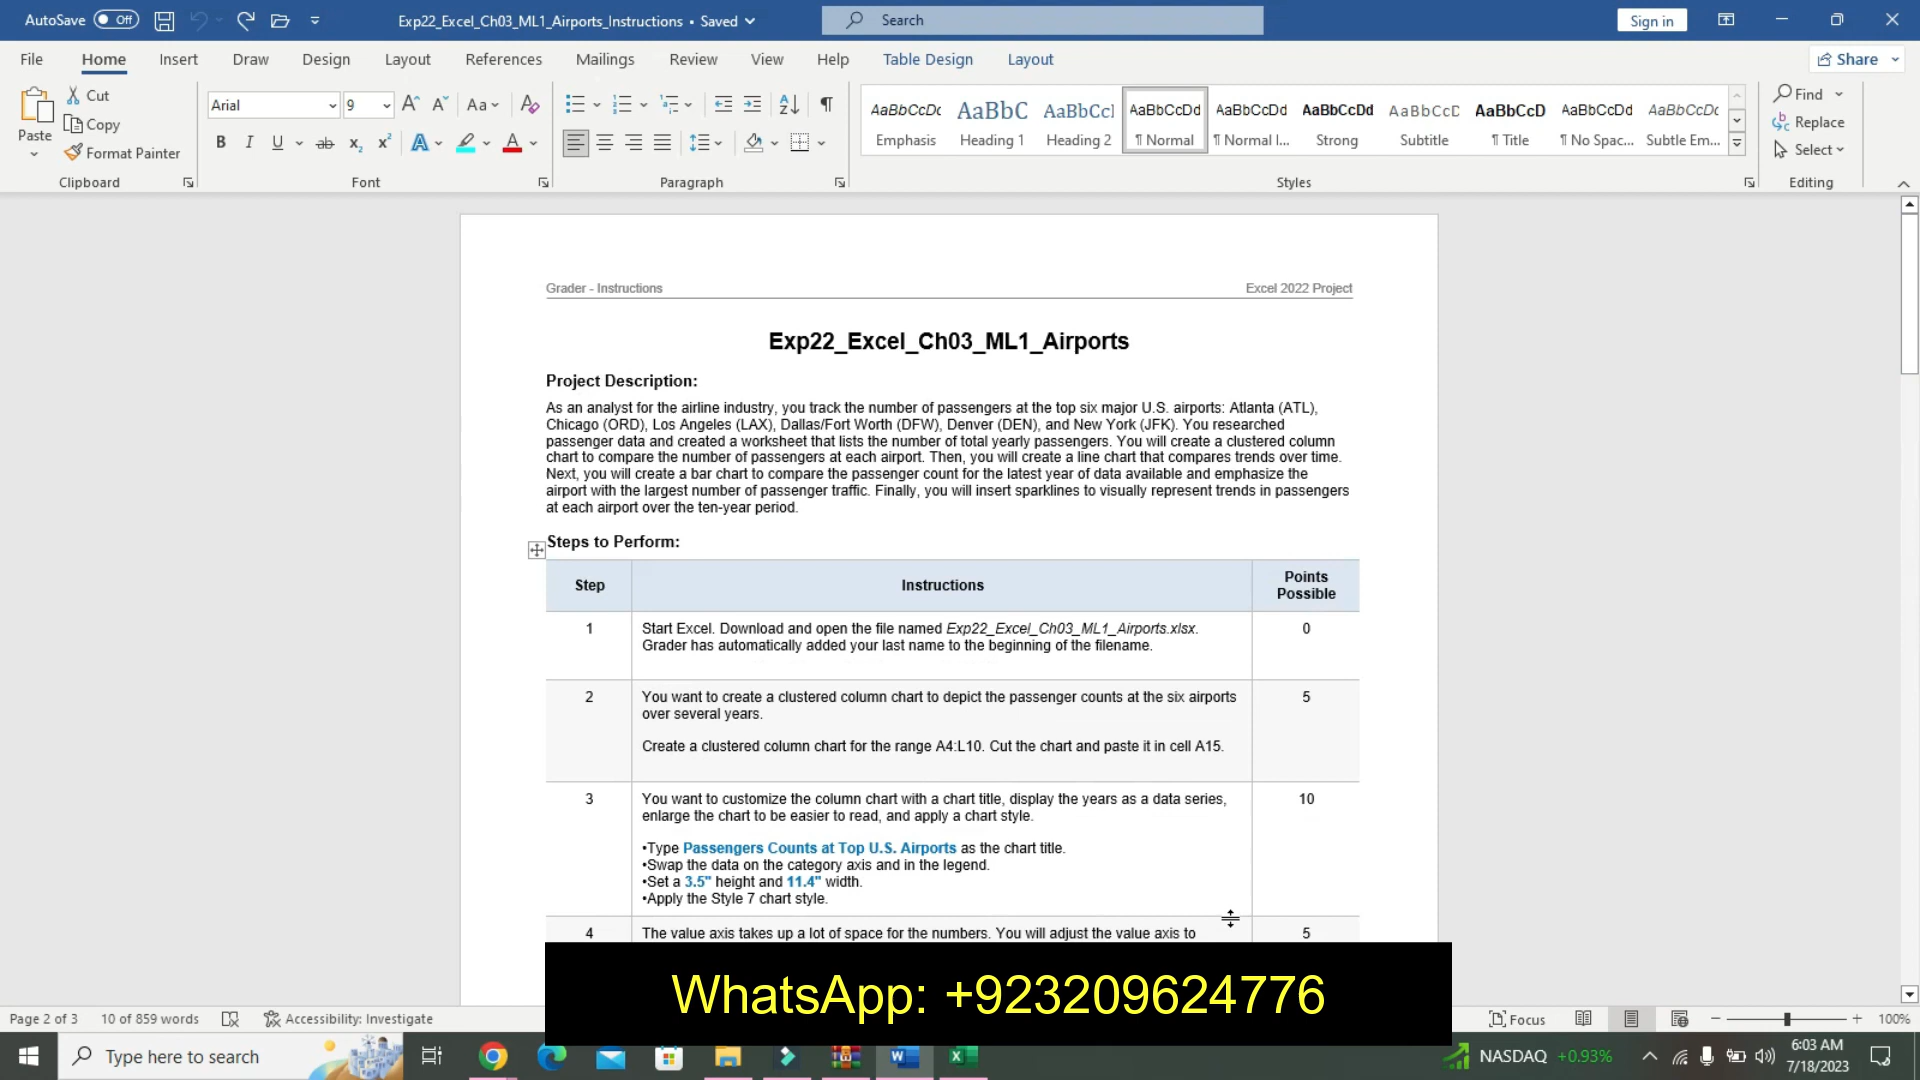 AutoSave Off Exp22_Excel_Ch03_ML1_Airports_Instructions • Saved Search Sign in
File Home Insert Draw Design Layout References Mailings Review View Help Table Design Layout Share
Paste Cut Copy Format Painter
Clipboard
Arial 9 Aa
B I U ab x₂ x² A A
Font
Paragraph
AaBbCcDc AaBbC AaBbCcI AaBbCcDd AaBbCcDd AaBbCcDd AaBbCcC AaBbCcD AaBbCcDd AaBbCcDc
Emphasis Heading 1 Heading 2 ¶ Normal ¶ Normal I... Strong Subtitle ¶ Title ¶ No Spac... Subtle Em...
Styles
Find
Replace
Select
Editing
Grader - Instructions Excel 2022 Project
Exp22_Excel_Ch03_ML1_Airports
Project Description:
As an analyst for the airline industry, you track the number of passengers at the top six major U.S. airports: Atlanta (ATL),
Chicago (ORD), Los Angeles (LAX), Dallas/Fort Worth (DFW), Denver (DEN), and New York (JFK). You researched
passenger data and created a worksheet that lists the number of total yearly passengers. You will create a clustered column
chart to compare the number of passengers at each airport. Then, you will create a line chart that compares trends over time.
Next, you will create a bar chart to compare the passenger count for the latest year of data available and emphasize the
airport with the largest number of passenger traffic. Finally, you will insert sparklines to visually represent trends in passengers
at each airport over the ten-year period.
Steps to Perform:
Step Instructions Points Possible
1 Start Excel. Download and open the file named Exp22_Excel_Ch03_ML1_Airports.xlsx. 0
Grader has automatically added your last name to the beginning of the filename.
2 You want to create a clustered column chart to depict the passenger counts at the six airports 5
over several years.
Create a clustered column chart for the range A4:L10. Cut the chart and paste it in cell A15.
3 You want to customize the column chart with a chart title, display the years as a data series, 10
enlarge the chart to be easier to read, and apply a chart style.
•Type Passengers Counts at Top U.S. Airports as the chart title.
•Swap the data on the category axis and in the legend.
•Set a 3.5" height and 11.4" width.
•Apply the Style 7 chart style.
4 The value axis takes up a lot of space for the numbers. You will adjust the value axis to 5
WhatsApp: +923209624776
Page 2 of 3 10 of 859 words Accessibility: Investigate Focus 100%
Type here to search NASDAQ +0.93% 6:03 AM
7/18/2023